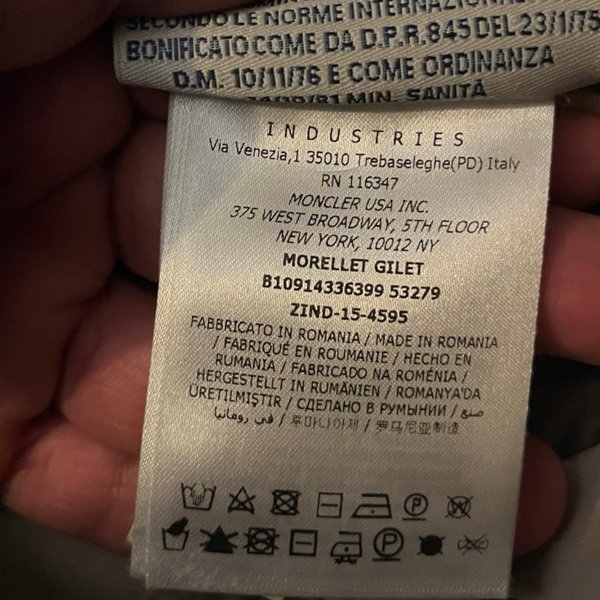 SECONDO LE NORME INTERNAZIONAL
BONIFICATO COME DA D.P.R.845 DEL 23/1/75
D.M. 10/11/76 E COME ORDINANZA
MIN. SANITÀ
INDUSTRIES
Via Venezia,1 35010 Trebaseleghe(PD) Italy
RN 116347
MONCLER USA INC.
375 WEST BROADWAY, 5TH FLOOR
NEW YORK, 10012 NY
MORELLET GILET
B10914336399 53279
ZIND-15-4595
FABBRICATO IN ROMANIA / MADE IN ROMANIA
/ FABRIQUÉ EN ROUMANIE / HECHO EN
RUMANIA / FABRICADO NA ROMÉNIA /
HERGESTELLT IN RUMÄNIEN / ROMANYA'DA
ÜRETILMIŞTIR / СДЕЛАНО В РУМЫНИИ / صنع
في رومانيا / 루마니아제 / 罗马尼亚制造